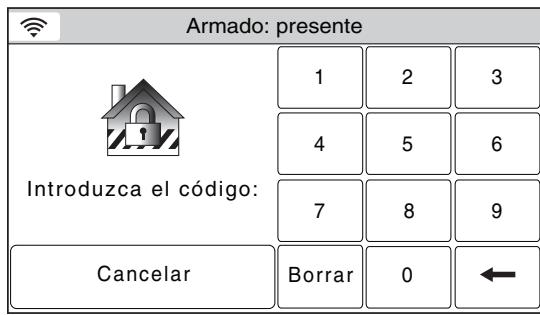 Armado: presente
1 2 3
4 5 6
Introduzca el código:
7 8 9
Cancelar Borrar 0